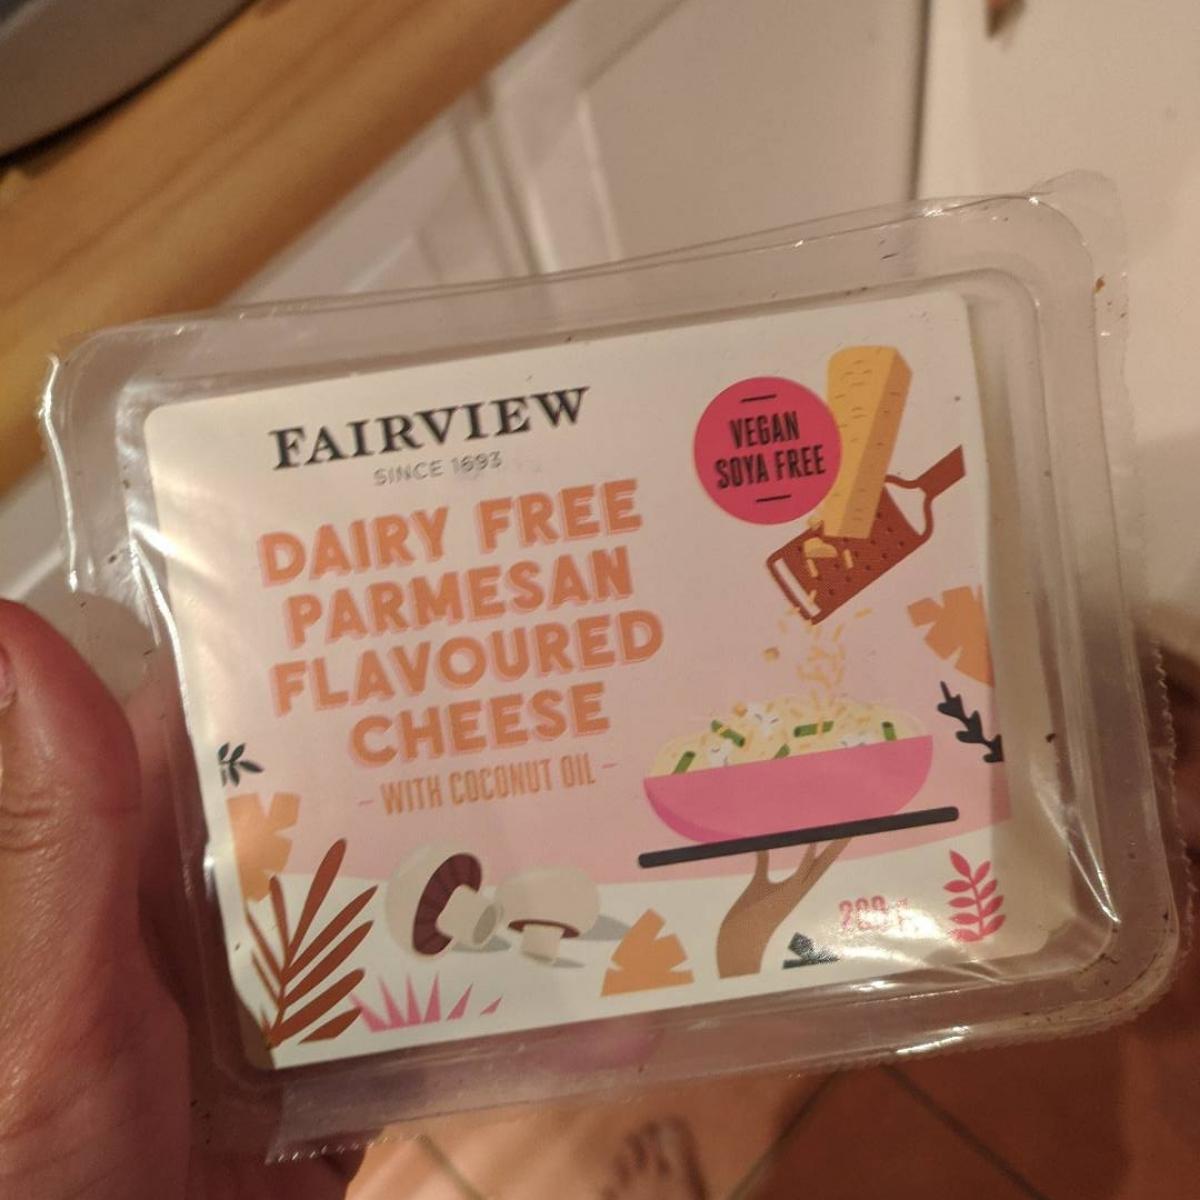 FAIRVIEW
SINCE 1693
DAIRY FREE
PARMESAN
FLAVOURED
CHEESE
- WITH COCONUT OIL -
VEGAN
SOYA FREE